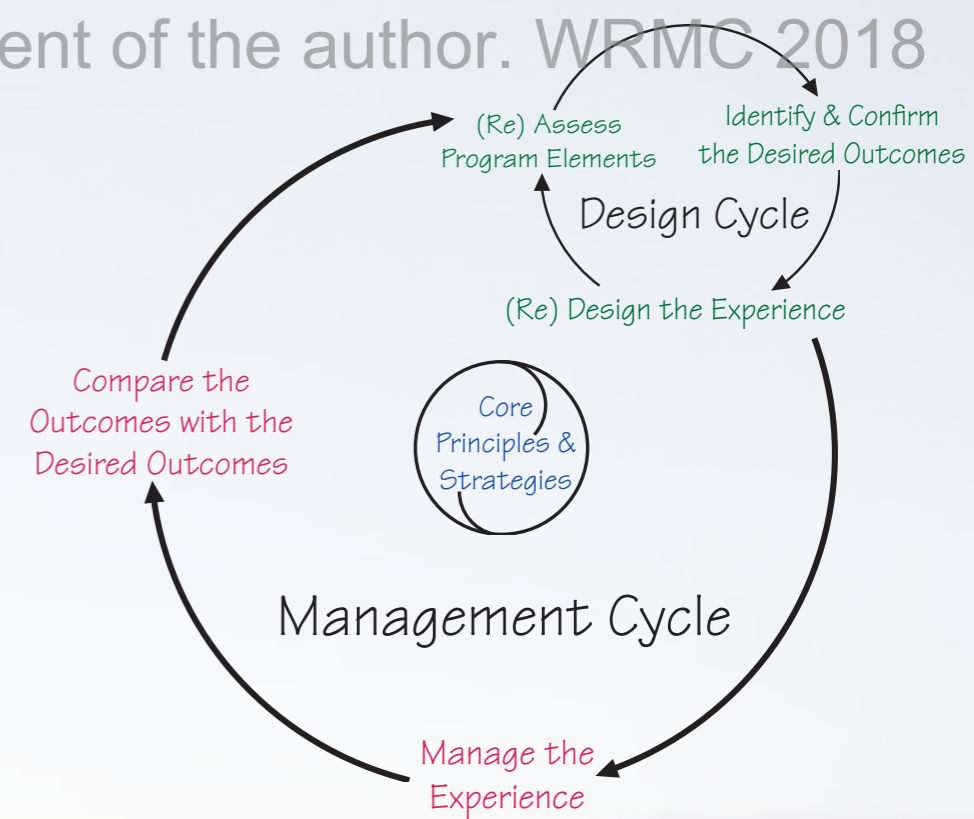 ent of the author. WRMC 2018
(Re) Assess
Program Elements
Identify & Confirm
the Desired Outcomes
Design Cycle
(Re) Design the Experience
Compare the
Outcomes with the
Desired Outcomes
Core
Principles &
Strategies
Management Cycle
Manage the
Experience